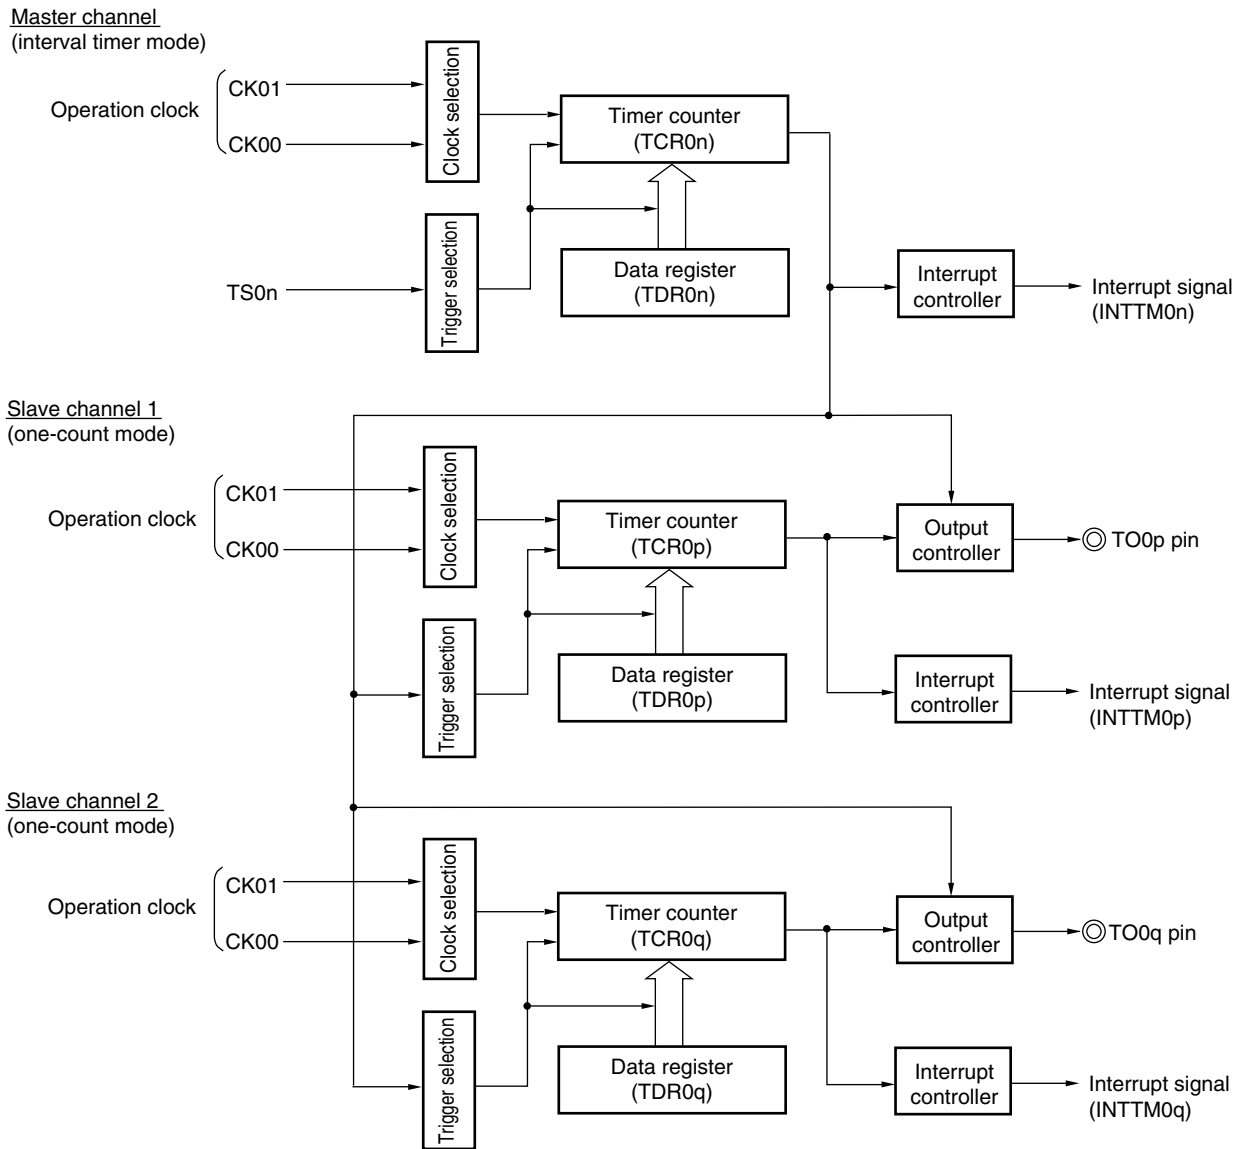 Master channel
(interval timer mode)
Operation clock
CK01
CK00
Clock selection
Timer counter
(TCR0n)
TS0n
Trigger selection
Data register
(TDR0n)
Interrupt
controller
Interrupt signal
(INTTM0n)
Slave channel 1
(one-count mode)
Operation clock
CK01
CK00
Clock selection
Timer counter
(TCR0p)
Output
controller
TO0p pin
Trigger selection
Data register
(TDR0p)
Interrupt
controller
Interrupt signal
(INTTM0p)
Slave channel 2
(one-count mode)
Operation clock
CK01
CK00
Clock selection
Timer counter
(TCR0q)
Output
controller
TO0q pin
Trigger selection
Data register
(TDR0q)
Interrupt
controller
Interrupt signal
(INTTM0q)